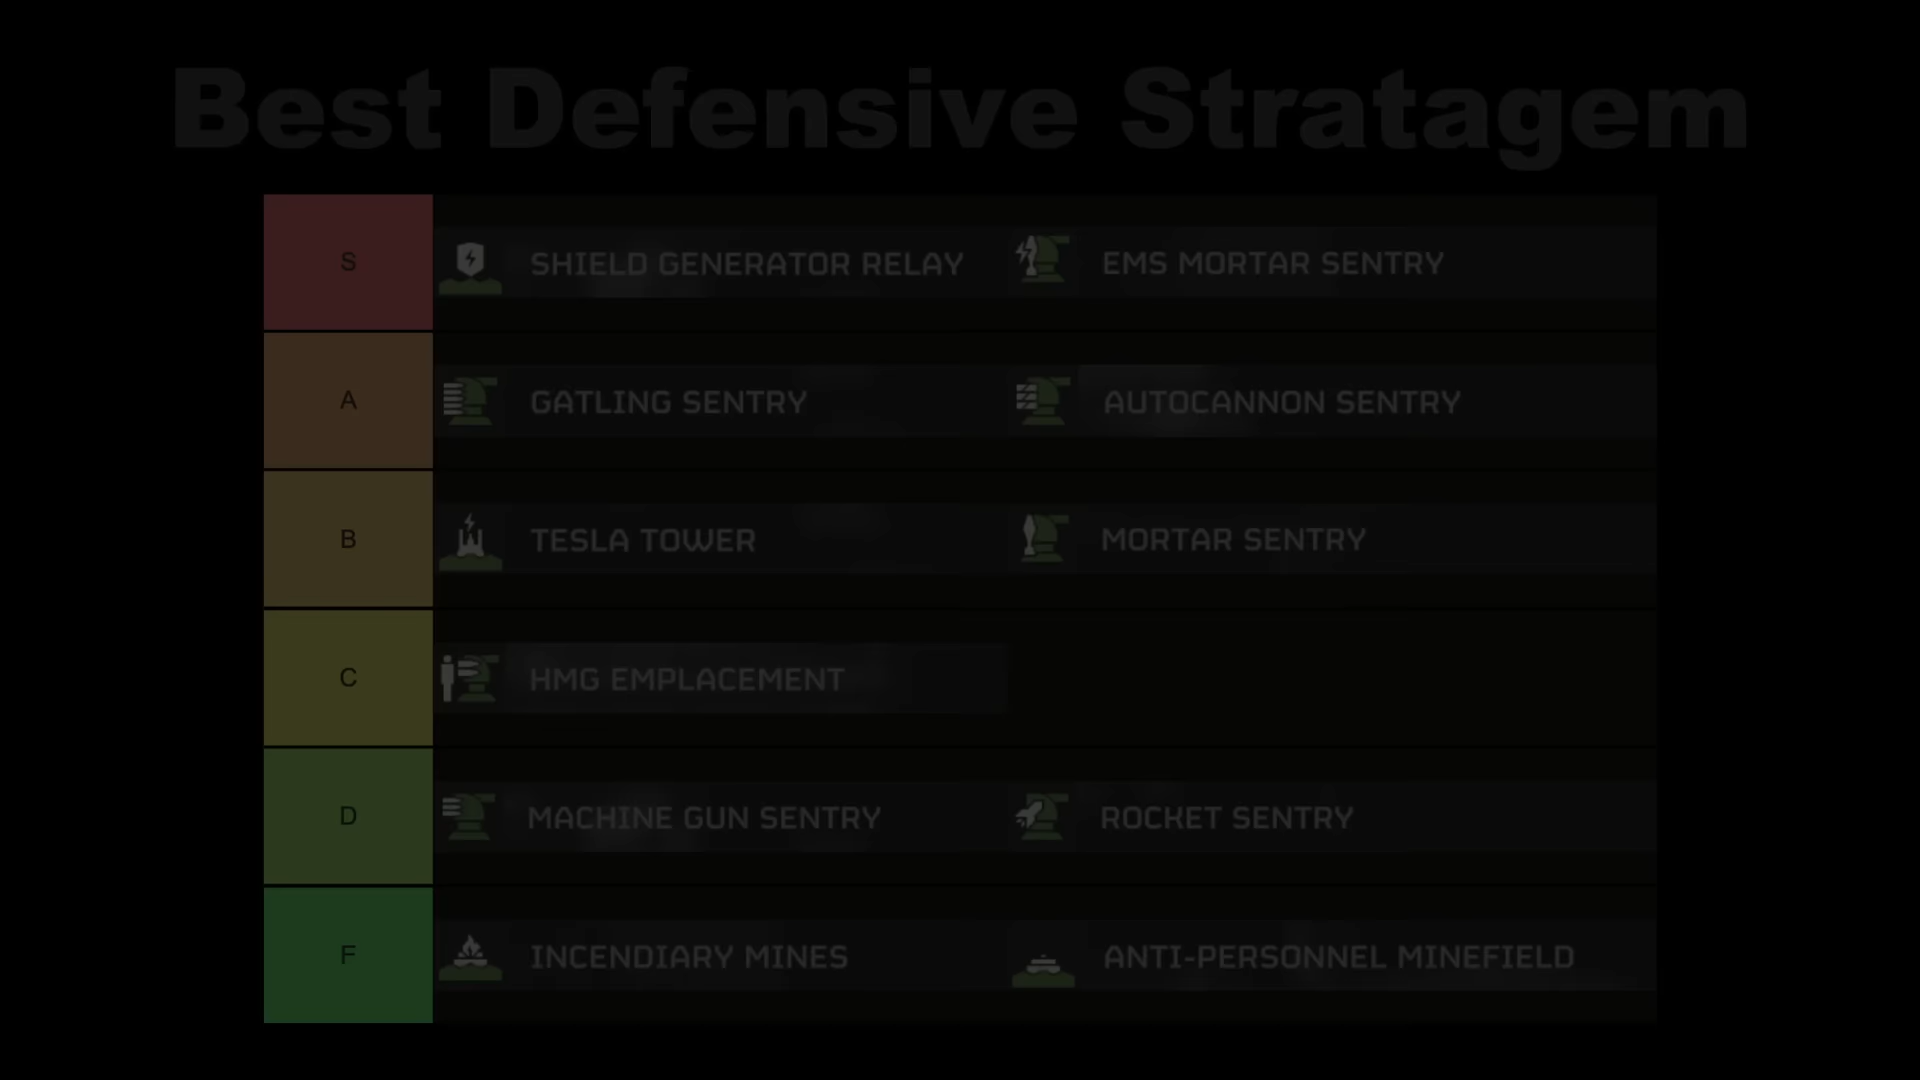 Best Defensive Stratagem
S SHIELD GENERATOR RELAY EMS MORTAR SENTRY
A GATLING SENTRY AUTOCANNON SENTRY
B TESLA TOWER MORTAR SENTRY
C HMG EMPLACEMENT
D MACHINE GUN SENTRY ROCKET SENTRY
F INCENDIARY MINES ANTI-PERSONNEL MINEFIELD